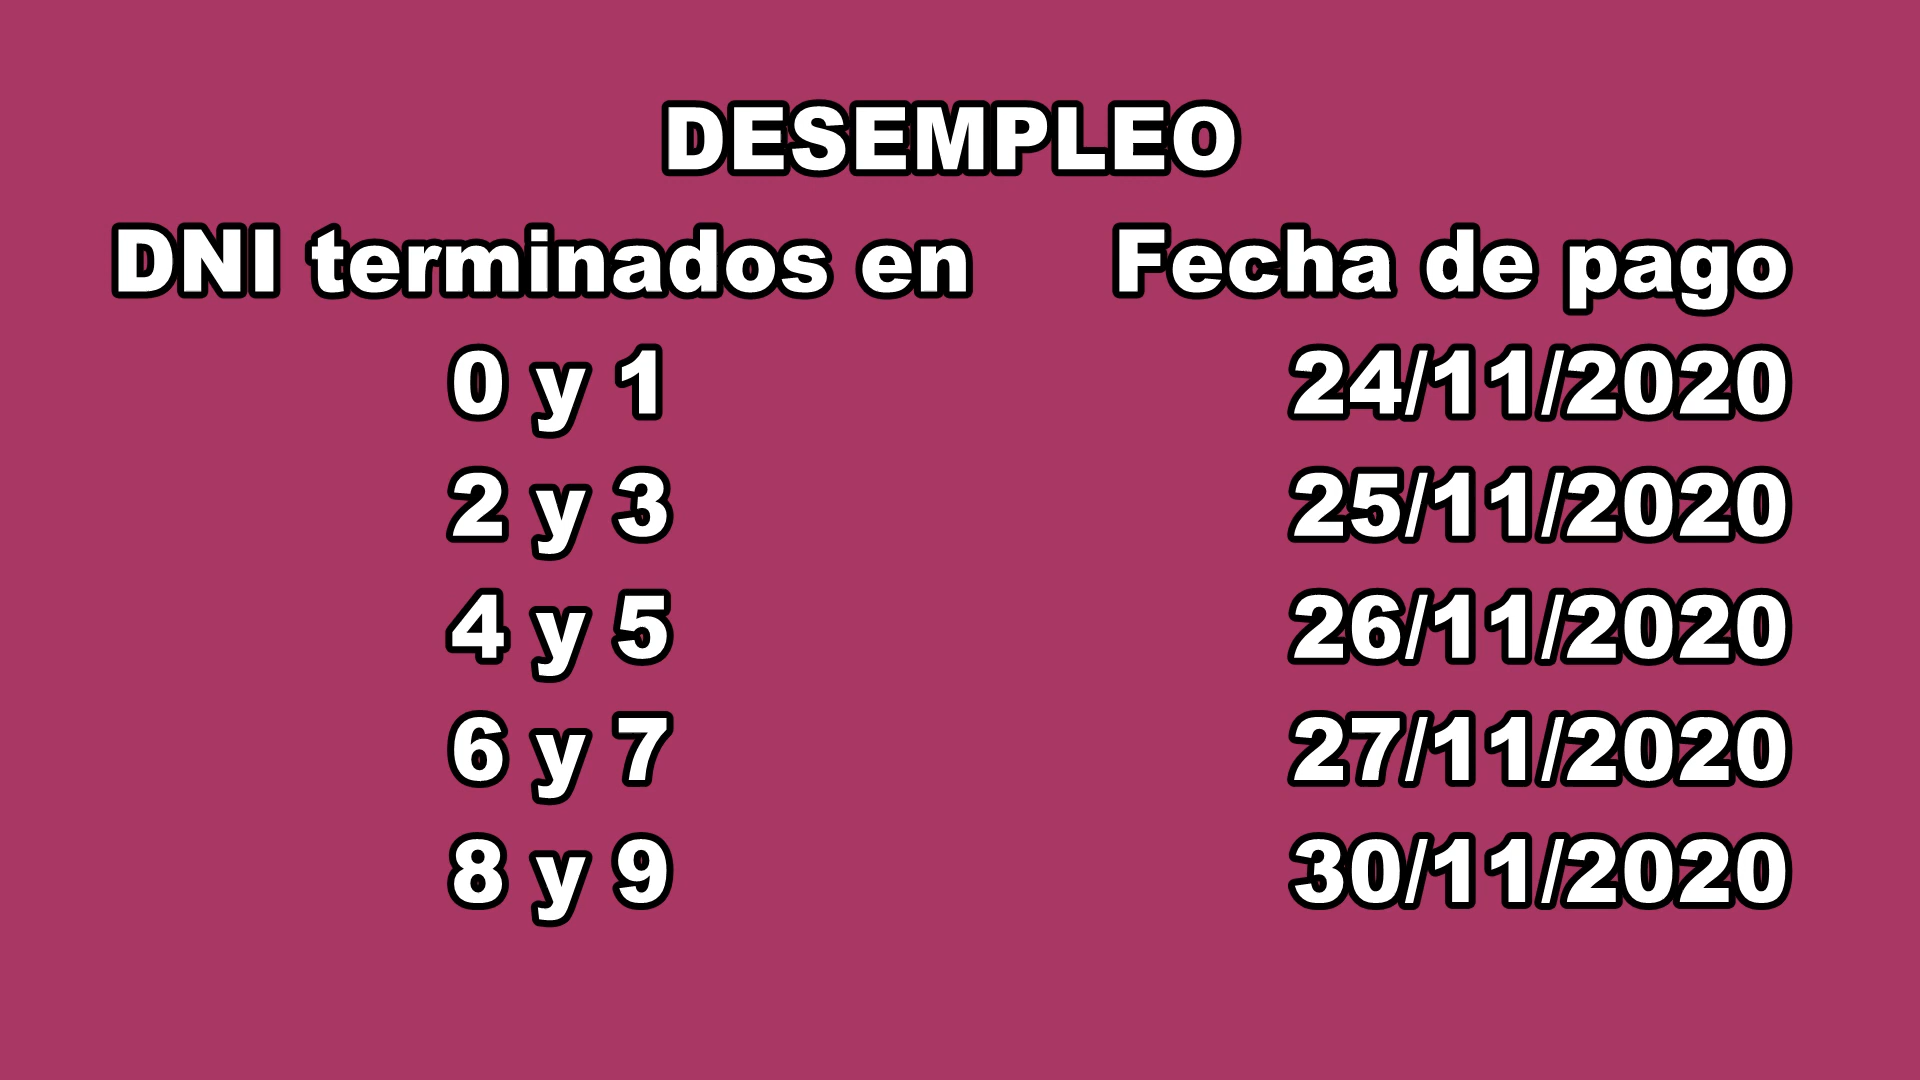 DESEMPLEO
DNI terminados en Fecha de pago
0 y 1 24/11/2020
2 y 3 25/11/2020
4 y 5 26/11/2020
6 y 7 27/11/2020
8 y 9 30/11/2020